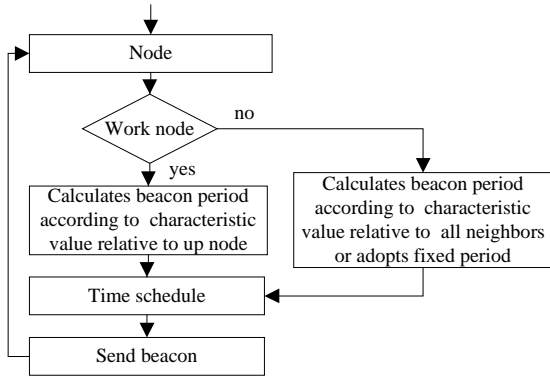 Node
Work node
no
yes
Calculates beacon period
according to characteristic
value relative to up node
Calculates beacon period
according to characteristic
value relative to all neighbors
or adopts fixed period
Time schedule
Send beacon